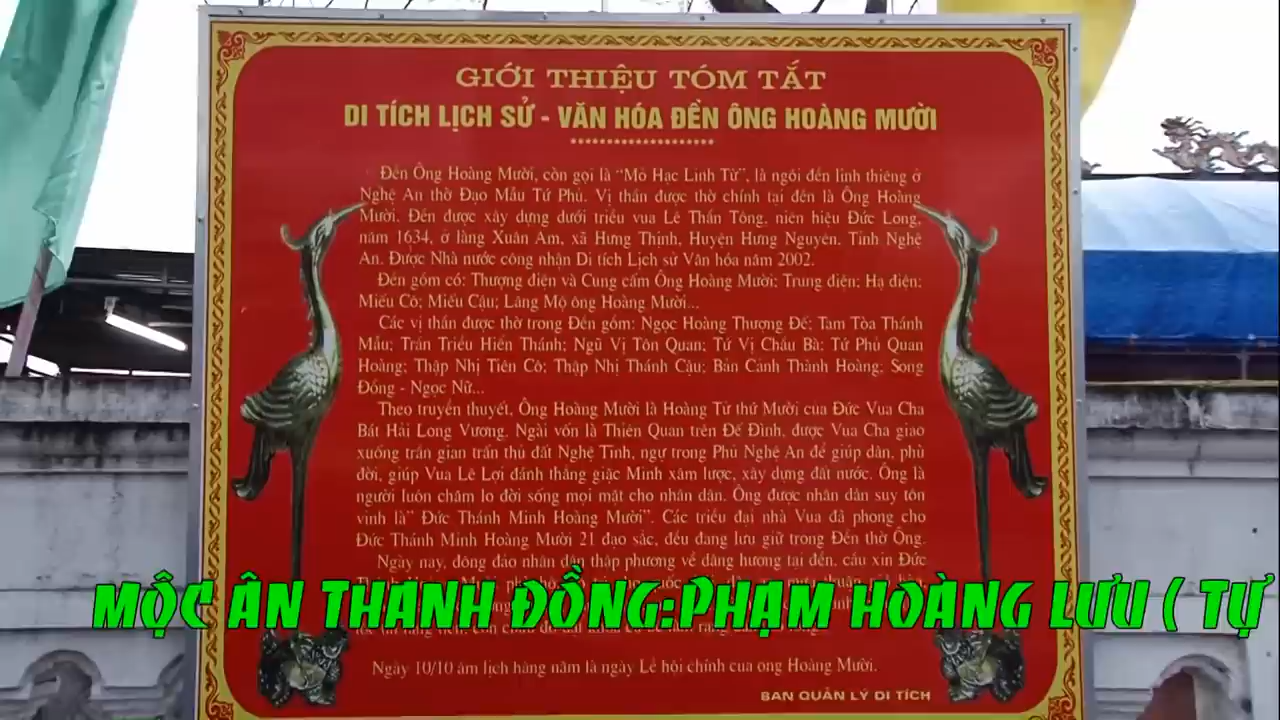 GIỚI THIỆU TÓM TẮT
DI TÍCH LỊCH SỬ - VĂN HÓA ĐỀN ÔNG HOÀNG MƯỜI
Đền Ông Hoàng Mười, còn gọi là “Mỏ Hạc Linh Từ”, là ngôi đền linh thiêng ở
Nghệ An thờ Đạo Mẫu Tứ Phủ. Vị thần được thờ chính tại đền là Ông Hoàng
Mười. Đền được xây dựng dưới triều vua Lê Thần Tông, niên hiệu Đức Long,
năm 1634, ở làng Xuân Am, xã Hưng Thịnh, Huyện Hưng Nguyên, Tỉnh Nghệ
An. Được Nhà nước công nhận Di tích Lịch sử Văn hóa năm 2002.
Đền gồm có: Thượng điện và Cung cấm Ông Hoàng Mười; Trung điện; Hạ điện;
Miếu Cô; Miếu Cậu; Lăng Mộ ông Hoàng Mười...
Các vị thần được thờ trong Đền gồm: Ngọc Hoàng Thượng Đế; Tam Tòa Thánh
Mẫu; Trần Triều Hiển Thánh; Ngũ Vị Tôn Quan; Tứ Vị Chầu Bà; Tứ Phủ Quan
Hoàng; Thập Nhị Tiên Cô; Thập Nhị Thánh Cậu; Bản Cảnh Thành Hoàng; Song
Đồng - Ngọc Nữ...
Theo truyền thuyết, Ông Hoàng Mười là Hoàng Tử thứ Mười của Đức Vua Cha
Bát Hải Long Vương. Ngài vốn là Thiên Quan trên Đế Đình, được Vua Cha giao
xuống trần gian trấn thủ đất Nghệ Tĩnh, ngự trong Phủ Nghệ An để giúp dân, phù
đời, giúp Vua Lê Lợi đánh thắng giặc Minh xâm lược, xây dựng đất nước. Ông là
người luôn chăm lo đời sống mọi mặt cho nhân dân. Ông được nhân dân suy tôn
vinh là” Đức Thánh Minh Hoàng Mười”. Các triều đại nhà Vua đã phong cho
Đức Thánh Minh Hoàng Mười 21 đạo sắc, đều đang lưu giữ trong Đền thờ Ông.
Ngày nay, đông đảo nhân dân thập phương về dâng hương tại đền, cầu xin Đức
MỘC ÂN THANH ĐỒNG:PHẠM HOÀNG LƯU ( TỰ
Ngày 10/10 âm lịch hàng năm là ngày Lễ hội chính của ông Hoàng Mười.
BAN QUẢN LÝ DI TÍCH